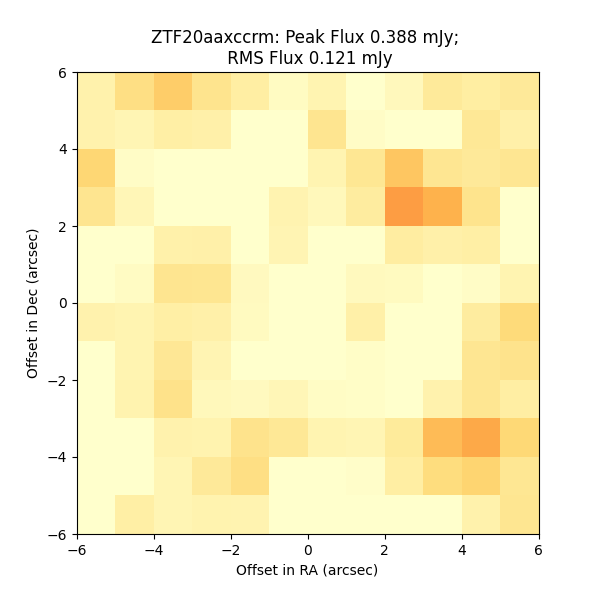 ZTF20aaxccrm: Peak Flux 0.388 mJy;
RMS Flux 0.121 mJy
6
4
2
0
−2
−4
−6
Offset in Dec (arcsec)
−6 −4 −2 0 2 4 6
Offset in RA (arcsec)